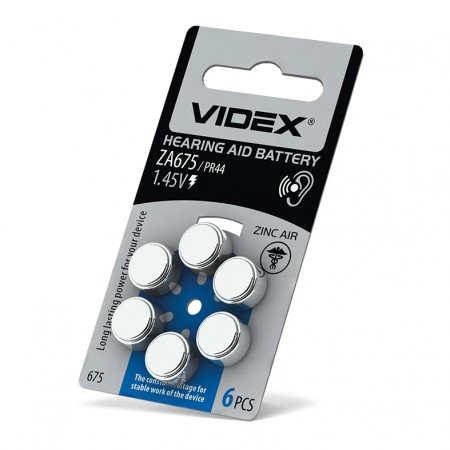 VIDEX®
HEARING AID BATTERY
ZA675/PR44
1.45V
ZINC AIR
Long lasting power for your device
675
The constant voltage for
stable work of the device
6 PCS